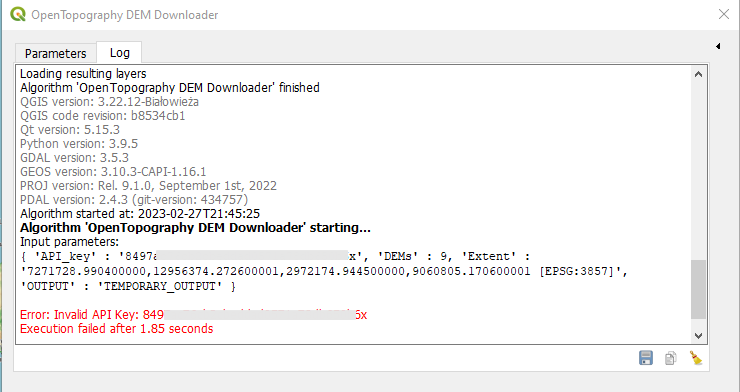 OpenTopography DEM Downloader
Parameters
Log
Loading resulting layers
Algorithm 'OpenTopography DEM Downloader' finished
QGIS version: 3.22.12-Białowieża
QGIS code revision: b8534cb1
Qt version: 5.15.3
Python version: 3.9.5
GDAL version: 3.5.3
GEOS version: 3.10.3-CAPI-1.16.1
PROJ version: Rel. 9.1.0, September 1st, 2022
PDAL version: 2.4.3 (git-version: 434757)
Algorithm started at: 2023-02-27T21:45:25
Algorithm 'OpenTopography DEM Downloader' starting...
Input parameters:
{ 'API_key' : '8497 x', 'DEMs' : 9, 'Extent' :
'7271728.990400000,12956374.272600001,2972174.944500000,9060805.170600001 [EPSG:3857]',
'OUTPUT' : 'TEMPORARY_OUTPUT' }
Error: Invalid API Key: 849 6x
Execution failed after 1.85 seconds